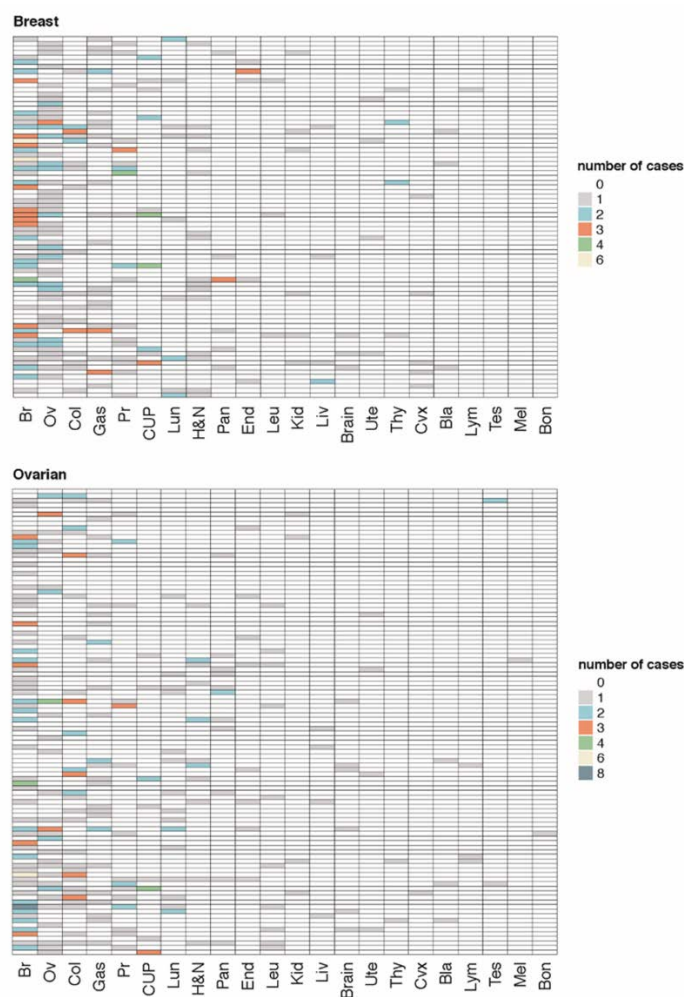 Breast
number of cases
0
1
2
3
4
6
Br Ov Col Gas Pr CUP Lun H&N Pan End Leu Kid Liv Brain Ute Thy Cvx Bla Lym Tes Mel Bon
Ovarian
number of cases
0
1
2
3
4
6
8
Br Ov Col Gas Pr CUP Lun H&N Pan End Leu Kid Liv Brain Ute Thy Cvx Bla Lym Tes Mel Bon